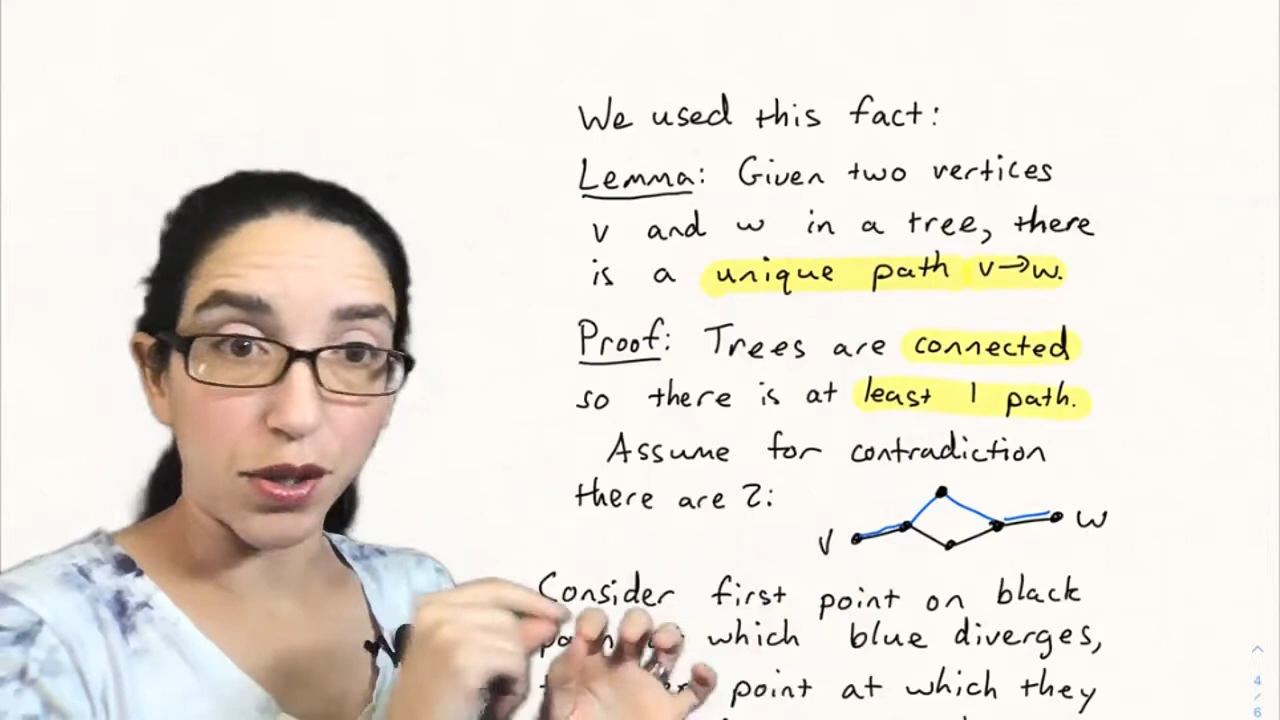 We used this fact:
Lemma: Given two vertices
v and w in a tree, there
is a unique path v→w.
Proof: Trees are connected
so there is at least 1 path.
Assume for contradiction
there are 2:
v w
Consider first point on black
which blue diverges,
point at which they
4
/
6